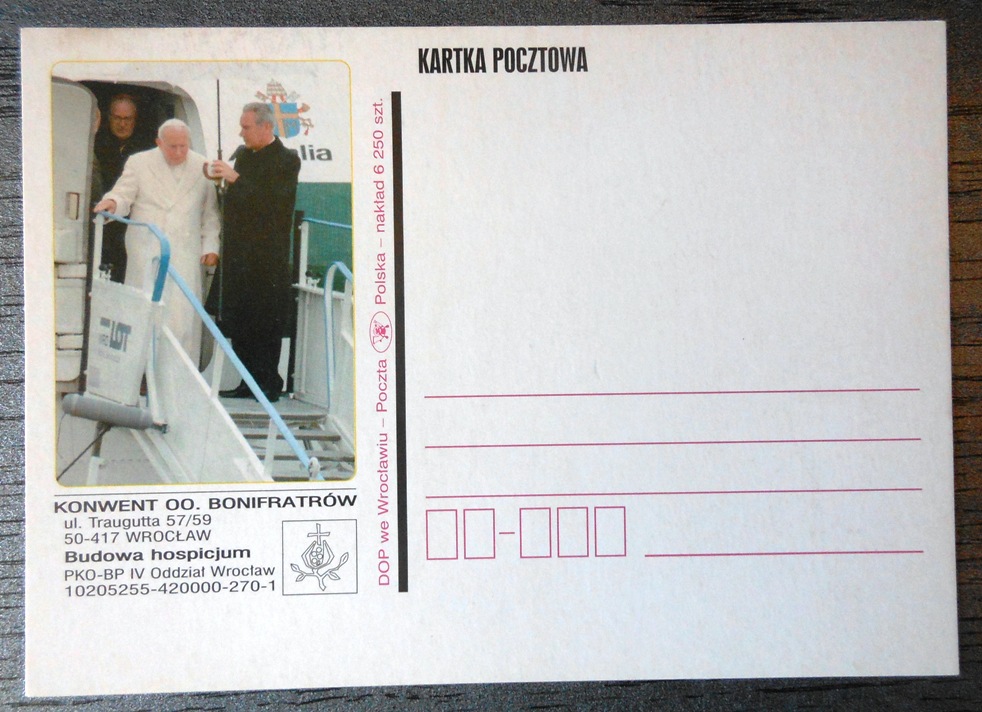 KARTKA POCZTOWA
lia
LOT
KONWENT OO. BONIFRATRÓW
ul. Traugutta 57/59
50-417 WROCŁAW
Budowa hospicjum
PKO-BP IV Oddział Wrocław
10205255-420000-270-1
DOP we Wrocławiu – Poczta Polska – nakład 6 250 szt.